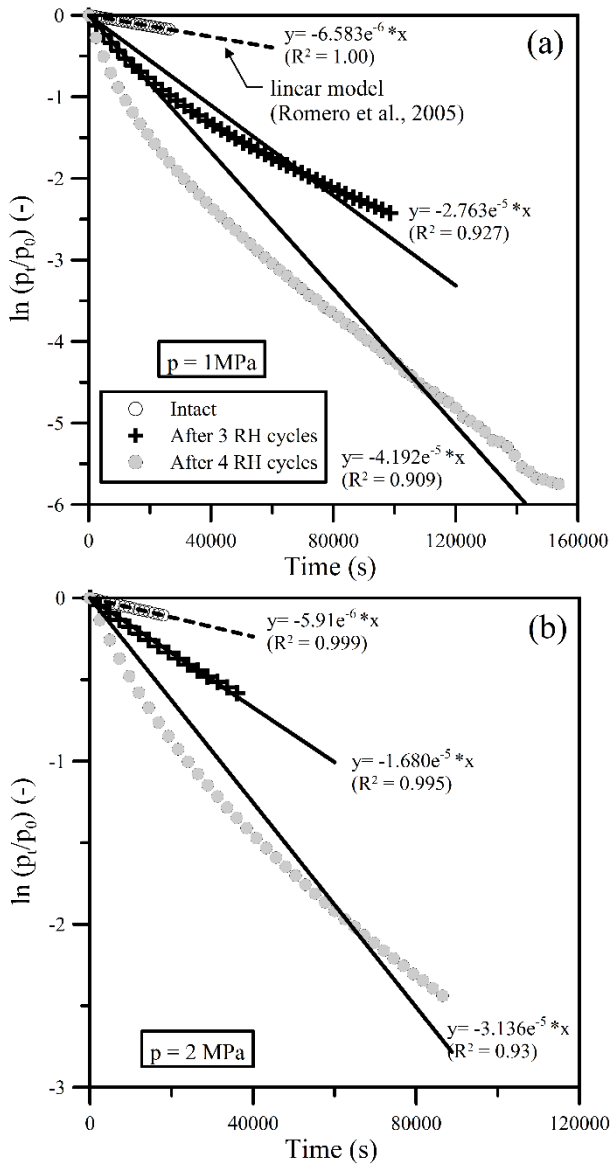 (a)
y= -6.583e⁻⁶ *x
(R² = 1.00)
linear model
(Romero et al., 2005)
y= -2.763e⁻⁵ *x
(R² = 0.927)
p = 1MPa
Intact
After 3 RH cycles
After 4 RH cycles
y= -4.192e⁻⁵ *x
(R² = 0.909)
0
-1
-2
-3
-4
-5
-6
ln (pₜ/p₀) (-)
0 40000 80000 120000 160000
Time (s)
(b)
y= -5.91e⁻⁶ *x
(R² = 0.999)
y= -1.680e⁻⁵ *x
(R² = 0.995)
y= -3.136e⁻⁵ *x
(R² = 0.93)
p = 2 MPa
0
-1
-2
-3
ln (pₜ/p₀) (-)
0 40000 80000 120000
Time (s)